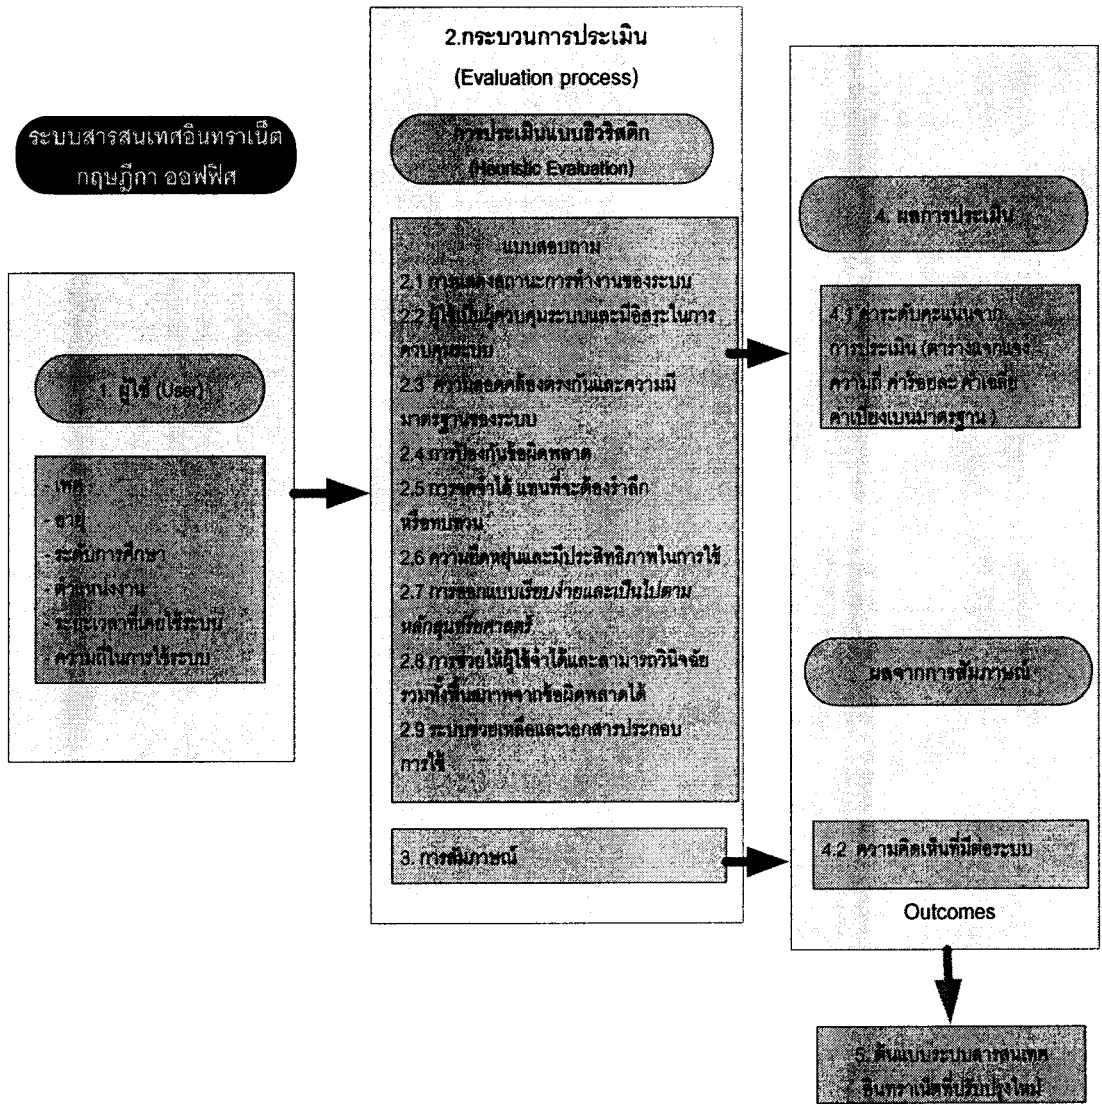 ระบบสารสนเทศอินทราเน็ต
กฤษฎีกา ออฟฟิศ
1. ผู้ใช้ (User)
- เพศ
- อายุ
- ระดับการศึกษา
- ตำแหน่งงาน
- ระยะเวลาที่เคยใช้ระบบ
- ความถี่ในการใช้ระบบ
2.กระบวนการประเมิน
(Evaluation process)
การประเมินแบบฮิวริสติก
(Heuristic Evaluation)
แบบสอบถาม
2.1 การแสดงสถานะการทำงานของระบบ
2.2 ผู้ใช้เป็นผู้ควบคุมระบบและมีอิสระในการ
ควบคุมระบบ
2.3 ความสอดคล้องตรงกันและความมี
มาตรฐานของระบบ
2.4 การป้องกันข้อผิดพลาด
2.5 การจดจำได้ แทนที่จะต้องรำลึก
หรือทบทวน
2.6 ความยืดหยุ่นและมีประสิทธิภาพในการใช้
2.7 การออกแบบเรียบง่ายและเป็นไปตาม
หลักสุนทรียศาสตร์
2.8 การช่วยให้ผู้ใช้จำได้และสามารถวินิจฉัย
รวมทั้งฟื้นสภาพจากข้อผิดพลาดได้
2.9 ระบบช่วยเหลือและเอกสารประกอบ
การใช้
3. การสัมภาษณ์
4. ผลการประเมิน
4.1 ค่าระดับคะแนนจาก
การประเมิน (ตารางแจกแจง
ความถี่ ค่าร้อยละ ค่าเฉลี่ย
ค่าเบี่ยงเบนมาตรฐาน )
ผลจากการสัมภาษณ์
4.2 ความคิดเห็นที่มีต่อระบบ
Outcomes
5. ต้นแบบระบบสารสนเทศ
อินทราเน็ตที่ปรับปรุงใหม่